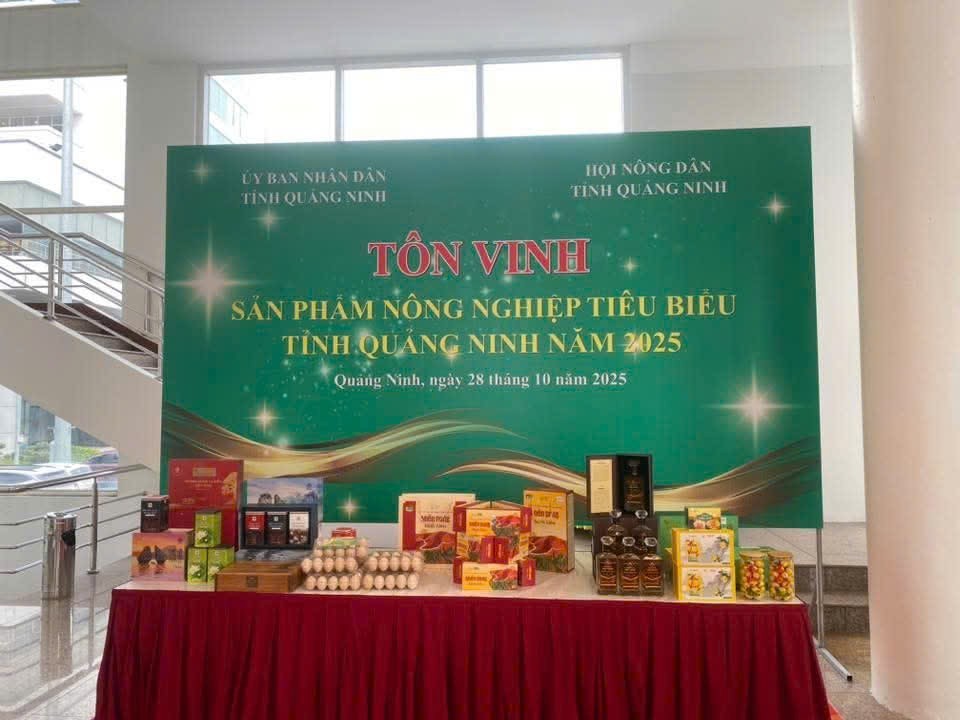 ỦY BAN NHÂN DÂN
TỈNH QUẢNG NINH
HỘI NÔNG DÂN
TỈNH QUẢNG NINH
TÔN VINH
SẢN PHẨM NÔNG NGHIỆP TIÊU BIỂU
TỈNH QUẢNG NINH NĂM 2025
Quảng Ninh, ngày 28 tháng 10 năm 2025